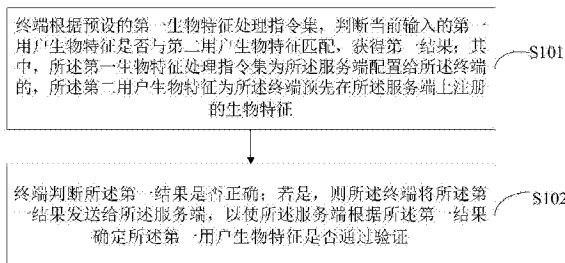 终端根据预设的第一生物特征处理指令集，判断当前输入的第一
用户生物特征是否与第二用户生物特征匹配，获得第一结果；其
中，所述第一生物特征处理指令集为所述服务端配置给所述终端
的，所述第二用户生物特征为所述终端预先在所述服务端上注册
的生物特征
S101
终端判断所述第一结果是否正确；若是，则所述终端将所述第
一结果发送给所述服务端，以使所述服务端根据所述第一结果
确定所述第一用户生物特征是否通过验证
S102